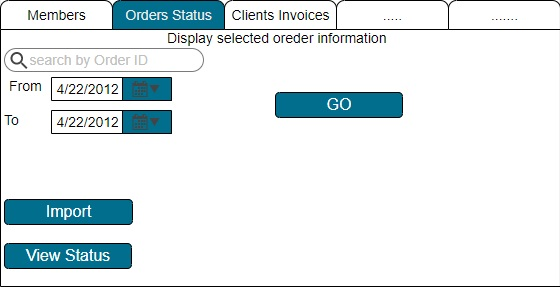 Members Orders Status Clients Invoices ..... .......
Display selected oreder information
search by Order ID
From 4/22/2012
GO
To 4/22/2012
Import
View Status